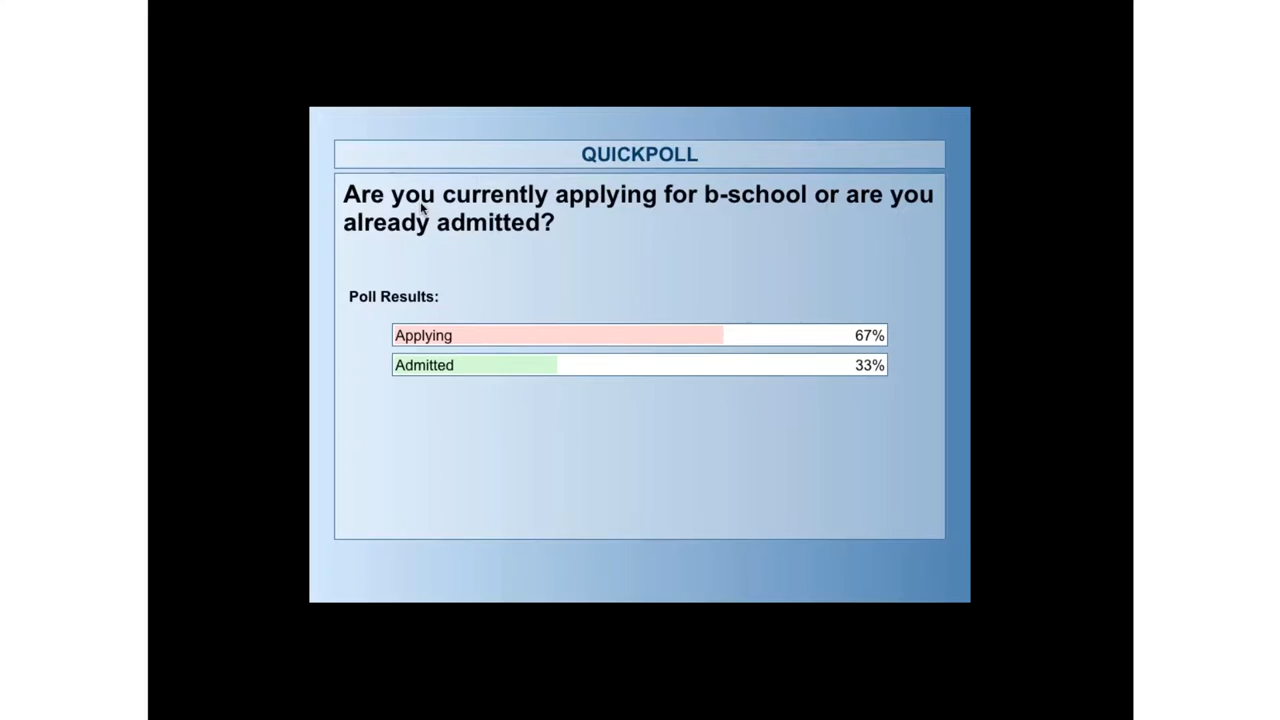 QUICKPOLL
Are you currently applying for b-school or are you
already admitted?
Poll Results:
Applying 67%
Admitted 33%